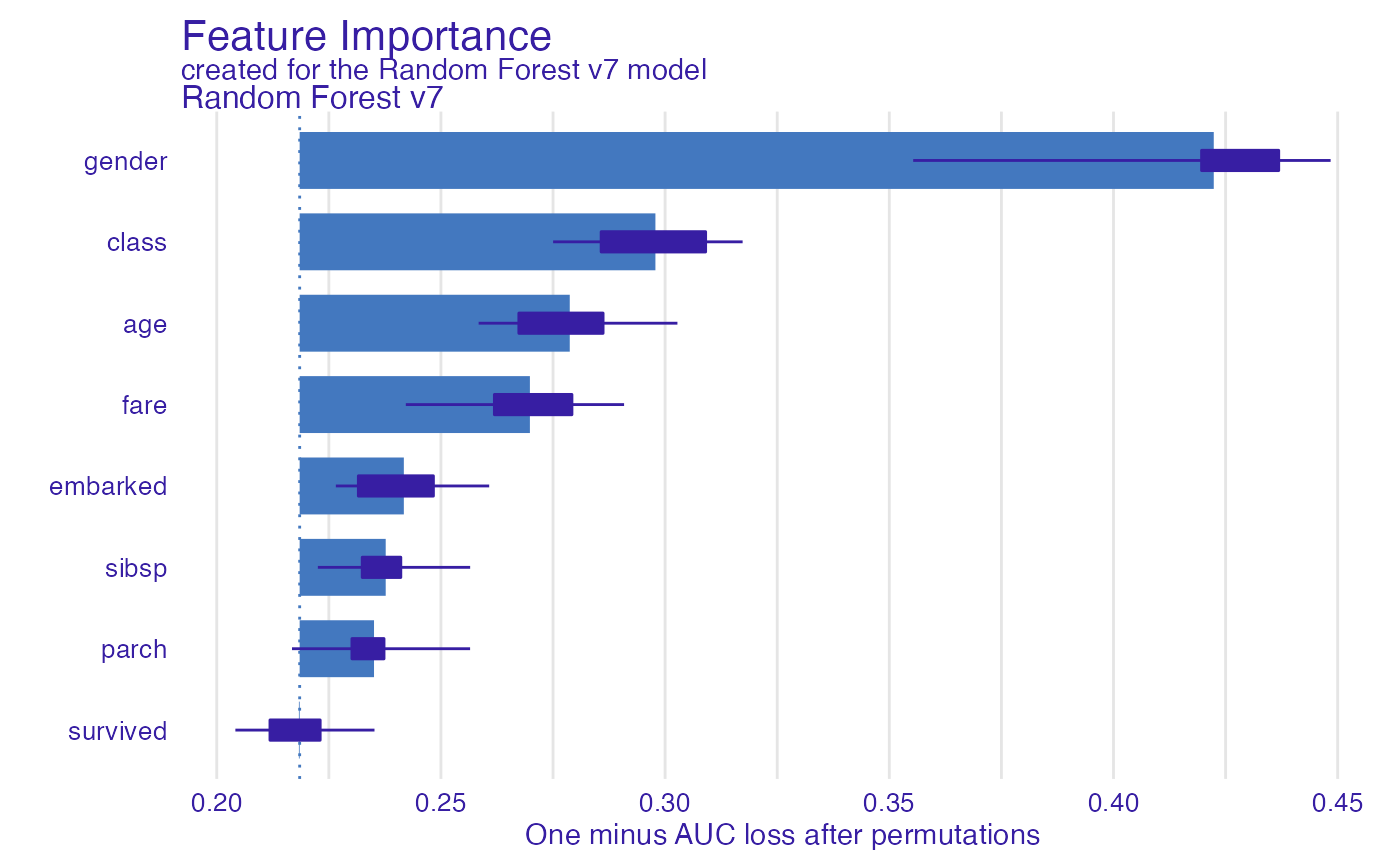 Feature Importance
created for the Random Forest v7 model
Random Forest v7
gender
class
age
fare
embarked
sibsp
parch
survived
0.20 0.25 0.30 0.35 0.40 0.45
One minus AUC loss after permutations